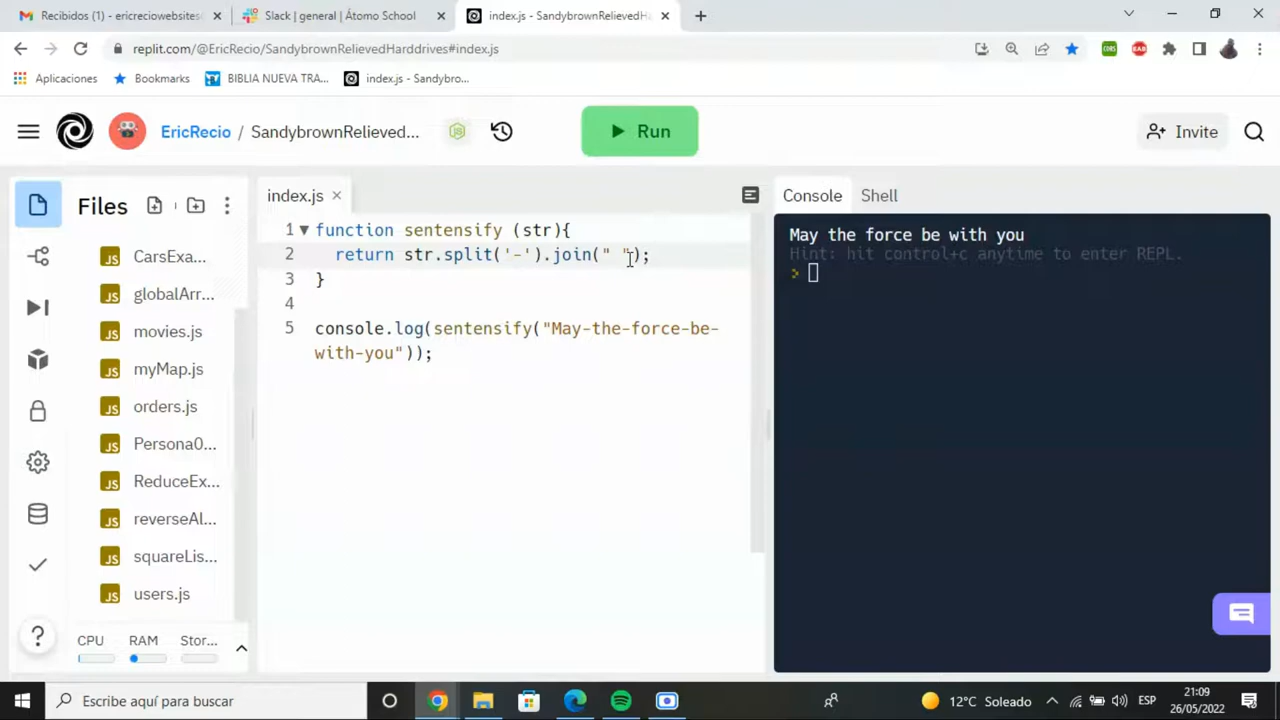 Recibidos (1) - ericreciowebsites
Slack | general | Átomo School
index.js - SandybrownRelievedHa
replit.com/@EricRecio/SandybrownRelievedHarddrives#index.js
Aplicaciones
Bookmarks
BIBLIA NUEVA TRA...
index.js - Sandybro...
EricRecio / SandybrownRelieved...
Run
Invite
Files
index.js
Console
Shell
CarsExa...
globalArr...
movies.js
myMap.js
orders.js
Persona0...
ReduceEx...
reverseAl...
squareLis...
users.js
CPU RAM Stor...
1 function sentensify (str){
2 return str.split('-').join(" ");
3 }
4
5 console.log(sentensify("May-the-force-be-
with-you"));
May the force be with you
Hint: hit control+c anytime to enter REPL.
>
Escribe aquí para buscar
12°C Soleado
ESP
21:09
26/05/2022